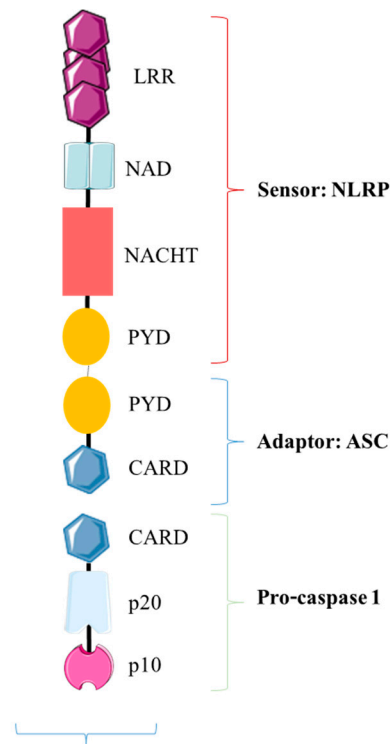 LRR
NAD
Sensor: NLRP
NACHT
PYD
PYD
Adaptor: ASC
CARD
CARD
Pro-caspase 1
p20
p10